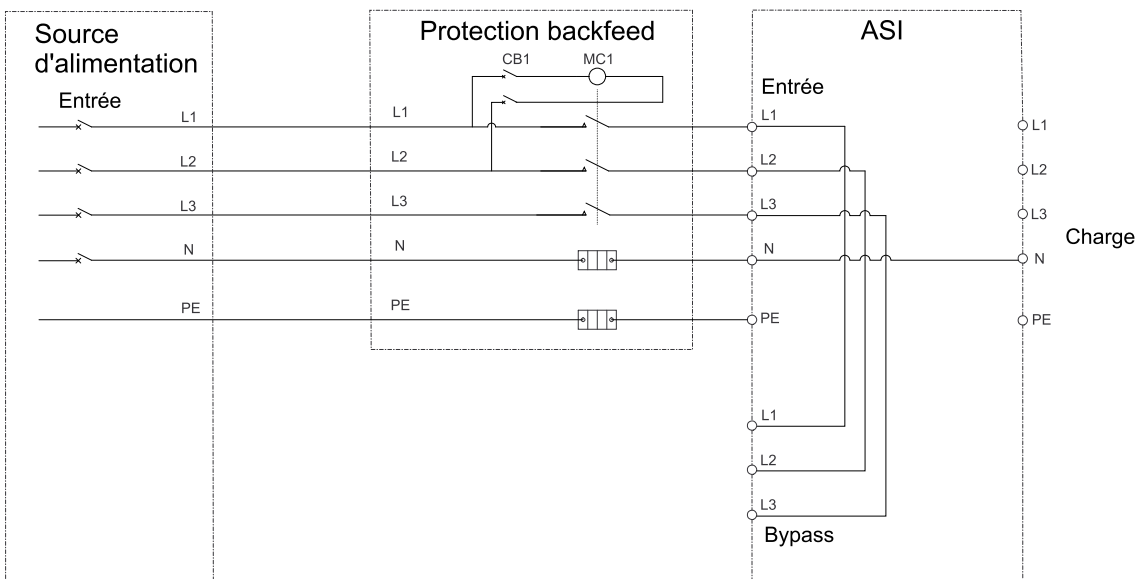 Source
d'alimentation
Entrée
L1
L2
L3
N
PE
Protection backfeed
CB1 MC1
L1
L2
L3
N
PE
ASI
Entrée
L1
L2
L3
N
PE
L1
L2
L3
Bypass
L1
L2
L3
Charge
N
PE